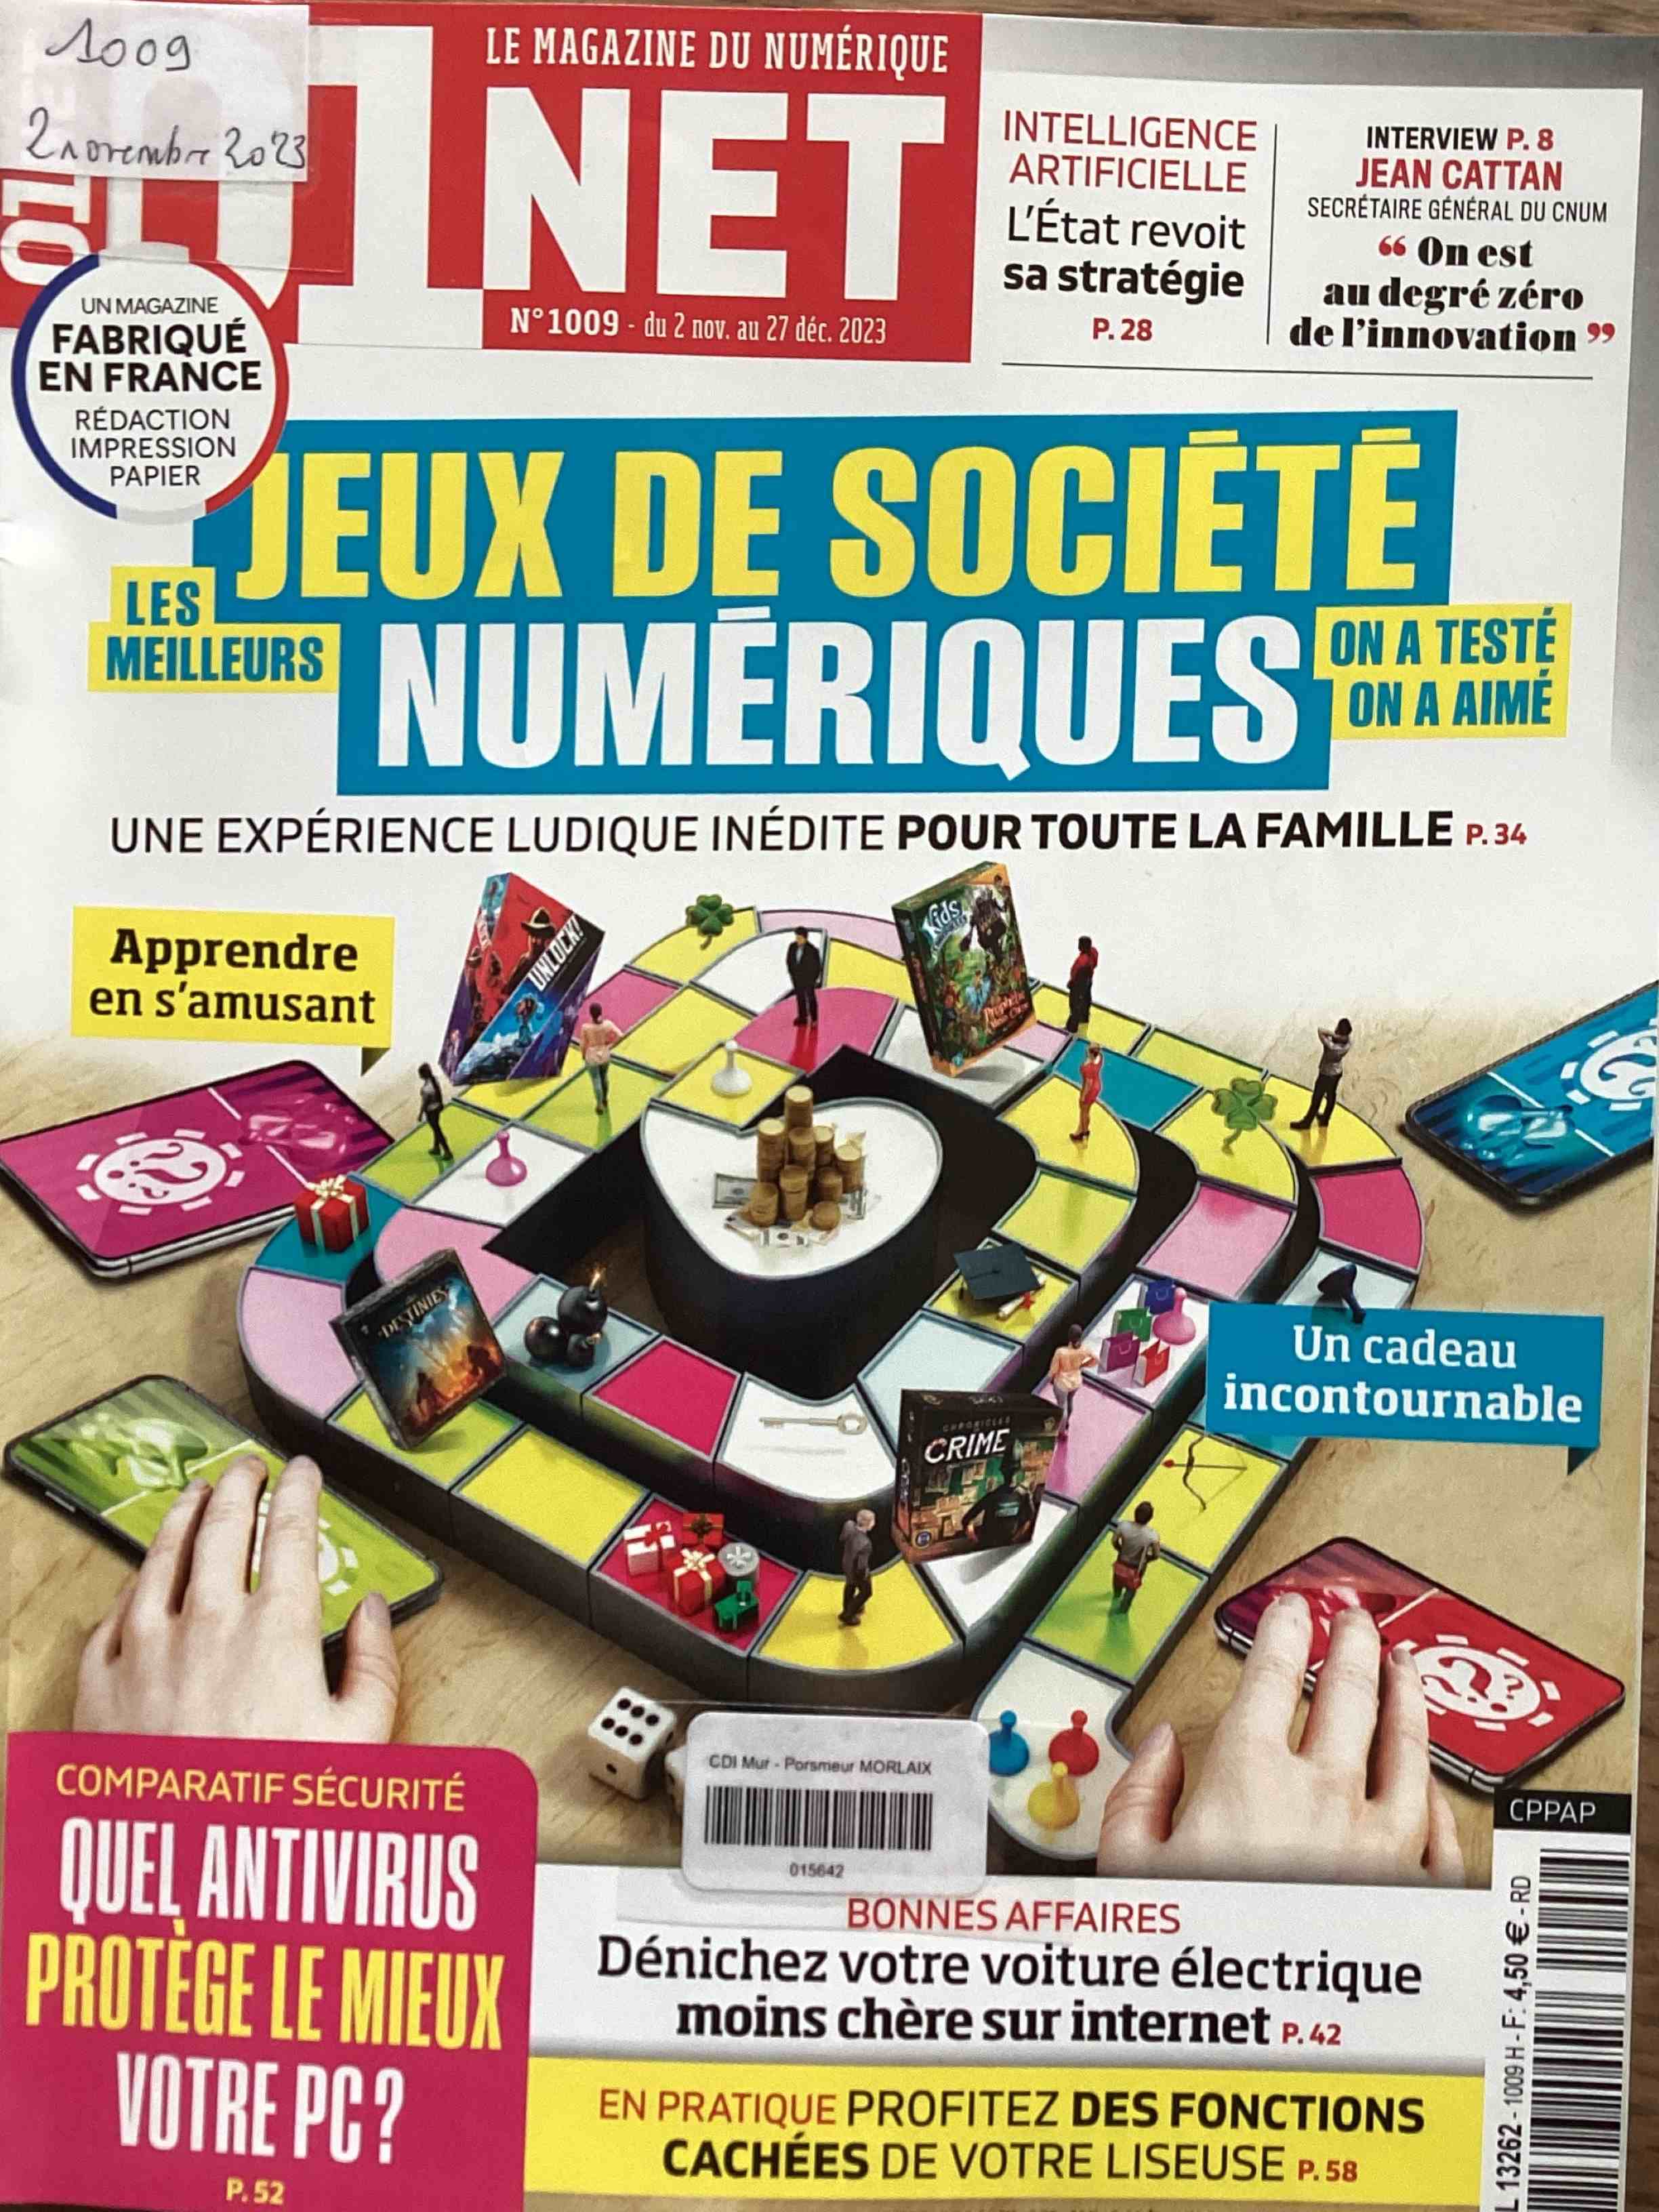 1009
2 novembre 2023
LE MAGAZINE DU NUMÉRIQUE
01NET
N°1009 - du 2 nov. au 27 déc. 2023
INTELLIGENCE
ARTIFICIELLE
L'État revoit
sa stratégie
P. 28
INTERVIEW P. 8
JEAN CATTAN
SECRÉTAIRE GÉNÉRAL DU CNUM
“ On est
au degré zéro
de l'innovation ”
UN MAGAZINE
FABRIQUÉ
EN FRANCE
RÉDACTION
IMPRESSION
PAPIER
JEUX DE SOCIÉTÉ
LES
MEILLEURS
NUMÉRIQUES
ON A TESTÉ
ON A AIMÉ
UNE EXPÉRIENCE LUDIQUE INÉDITE POUR TOUTE LA FAMILLE P. 34
Apprendre
en s'amusant
UNLOCK!
Kids
DESTINIES
CHRONICLES
CRIME
Un cadeau
incontournable
CDI Mur - Porsmeur MORLAIX
015642
COMPARATIF SÉCURITÉ
QUEL ANTIVIRUS
PROTÈGE LE MIEUX
VOTRE PC ?
P. 52
BONNES AFFAIRES
Dénichez votre voiture électrique
moins chère sur internet P. 42
EN PRATIQUE PROFITEZ DES FONCTIONS
CACHÉES DE VOTRE LISEUSE P. 58
CPPAP
L 13262 - 1009 H - F: 4,50 € - RD